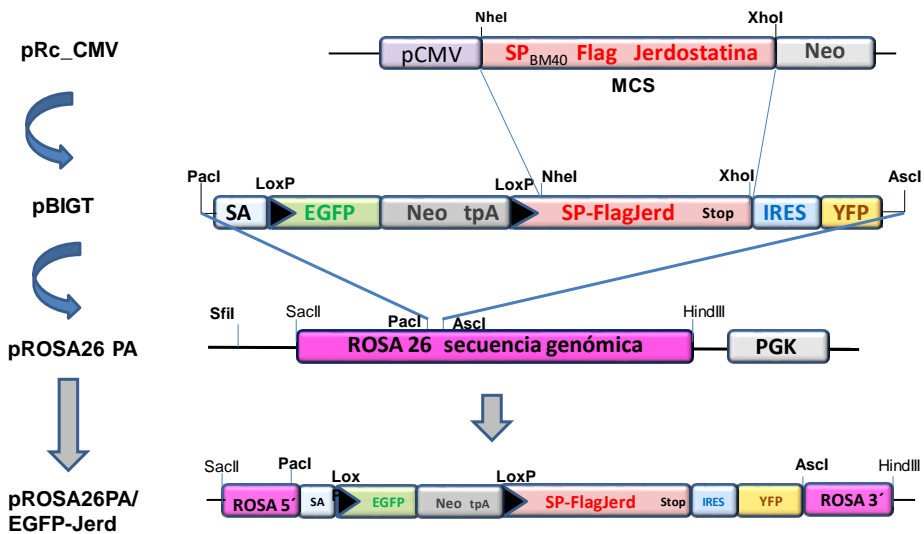 NheI XhoI
pRc_CMV pCMV SPBM40 Flag Jerdostatina Neo
MCS
PacI LoxP LoxP NheI XhoI AscI
pBIGT SA EGFP Neo tpA SP-FlagJerd Stop IRES YFP
SfiI SacII PacI AscI HindIII
pROSA26 PA ROSA 26 secuencia genómica PGK
SacII PacI Lox P LoxP AscI HindIII
pROSA26PA/ ROSA 5´ SA EGFP Neo tpA SP-FlagJerd Stop IRES YFP ROSA 3´
EGFP-Jerd